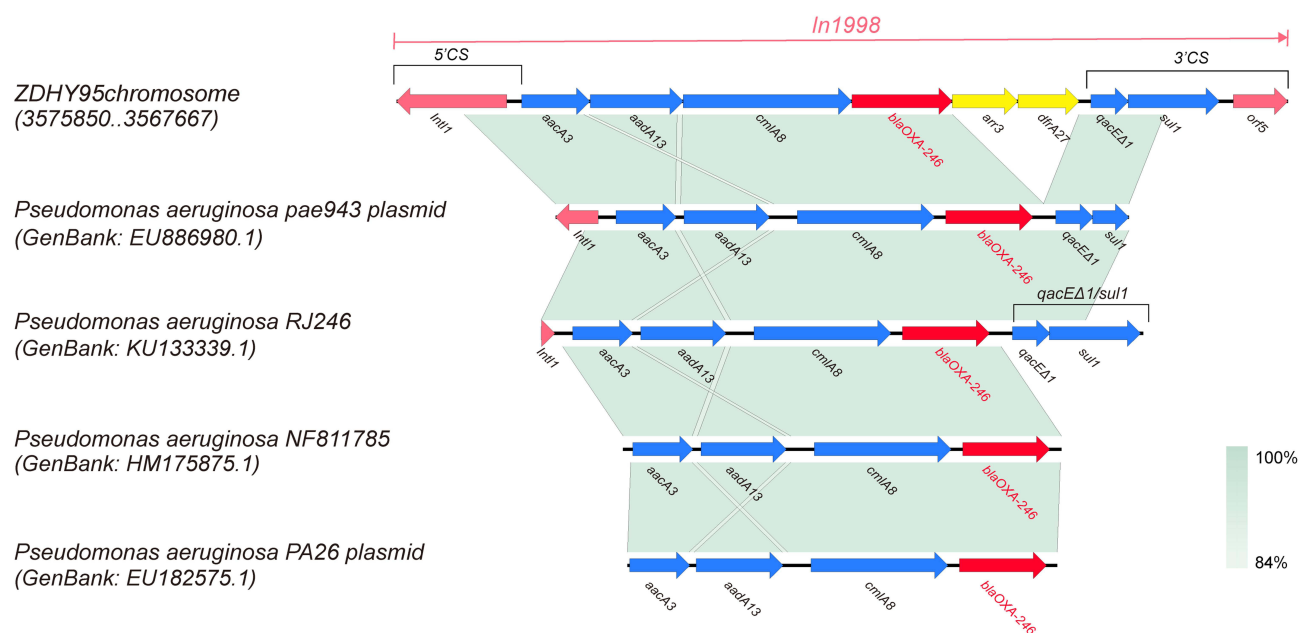 In1998
5'CS
3'CS
ZDHY95chromosome
(3575850..3567667)
Intl1
aacA3
aadA13
cmlA8
blaOXA-246
arr3
dfrA27
qacEΔ1
sul1
orf5
Pseudomonas aeruginosa pae943 plasmid
(GenBank: EU886980.1)
Intl1
aacA3
aadA13
cmlA8
blaOXA-246
qacEΔ1
sul1
qacEΔ1/sul1
Pseudomonas aeruginosa RJ246
(GenBank: KU133339.1)
Intl1
aacA3
aadA13
cmlA8
blaOXA-246
qacEΔ1
sul1
Pseudomonas aeruginosa NF811785
(GenBank: HM175875.1)
aacA3
aadA13
cmlA8
blaOXA-246
100%
84%
Pseudomonas aeruginosa PA26 plasmid
(GenBank: EU182575.1)
aacA3
aadA13
cmlA8
blaOXA-246